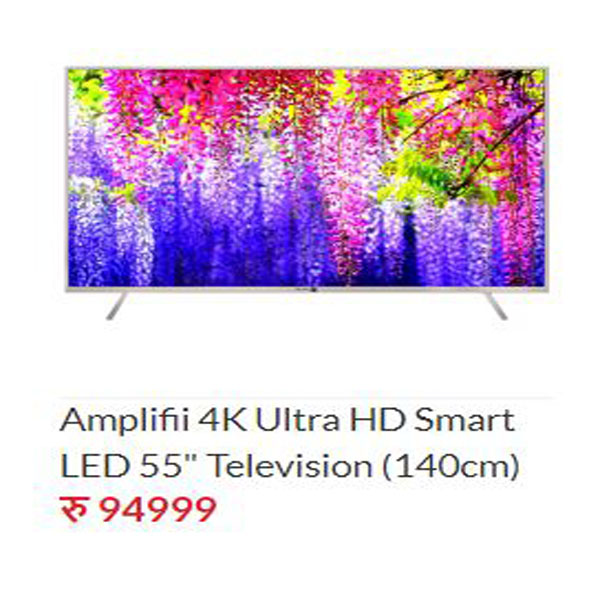 Amplifii 4K Ultra HD Smart
LED 55" Television (140cm)
रु 94999